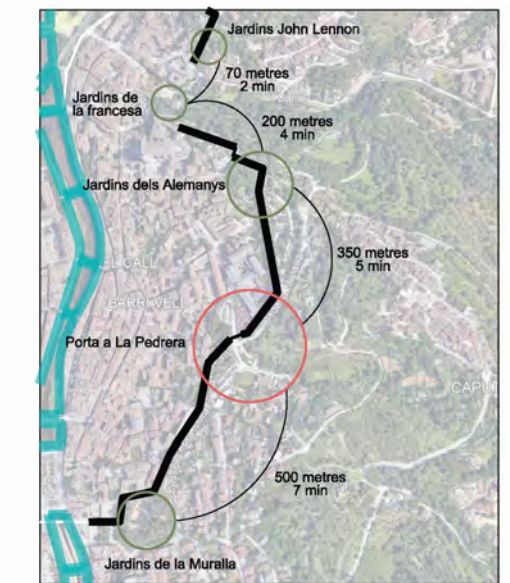 Jardins John Lennon
70 metres
2 min
Jardins de
la francesa
200 metres
4 min
Jardins dels Alemanys
350 metres
5 min
EL CALL
BARRI VELL
Porta a La Pedrera
500 metres
7 min
Jardins de la Muralla